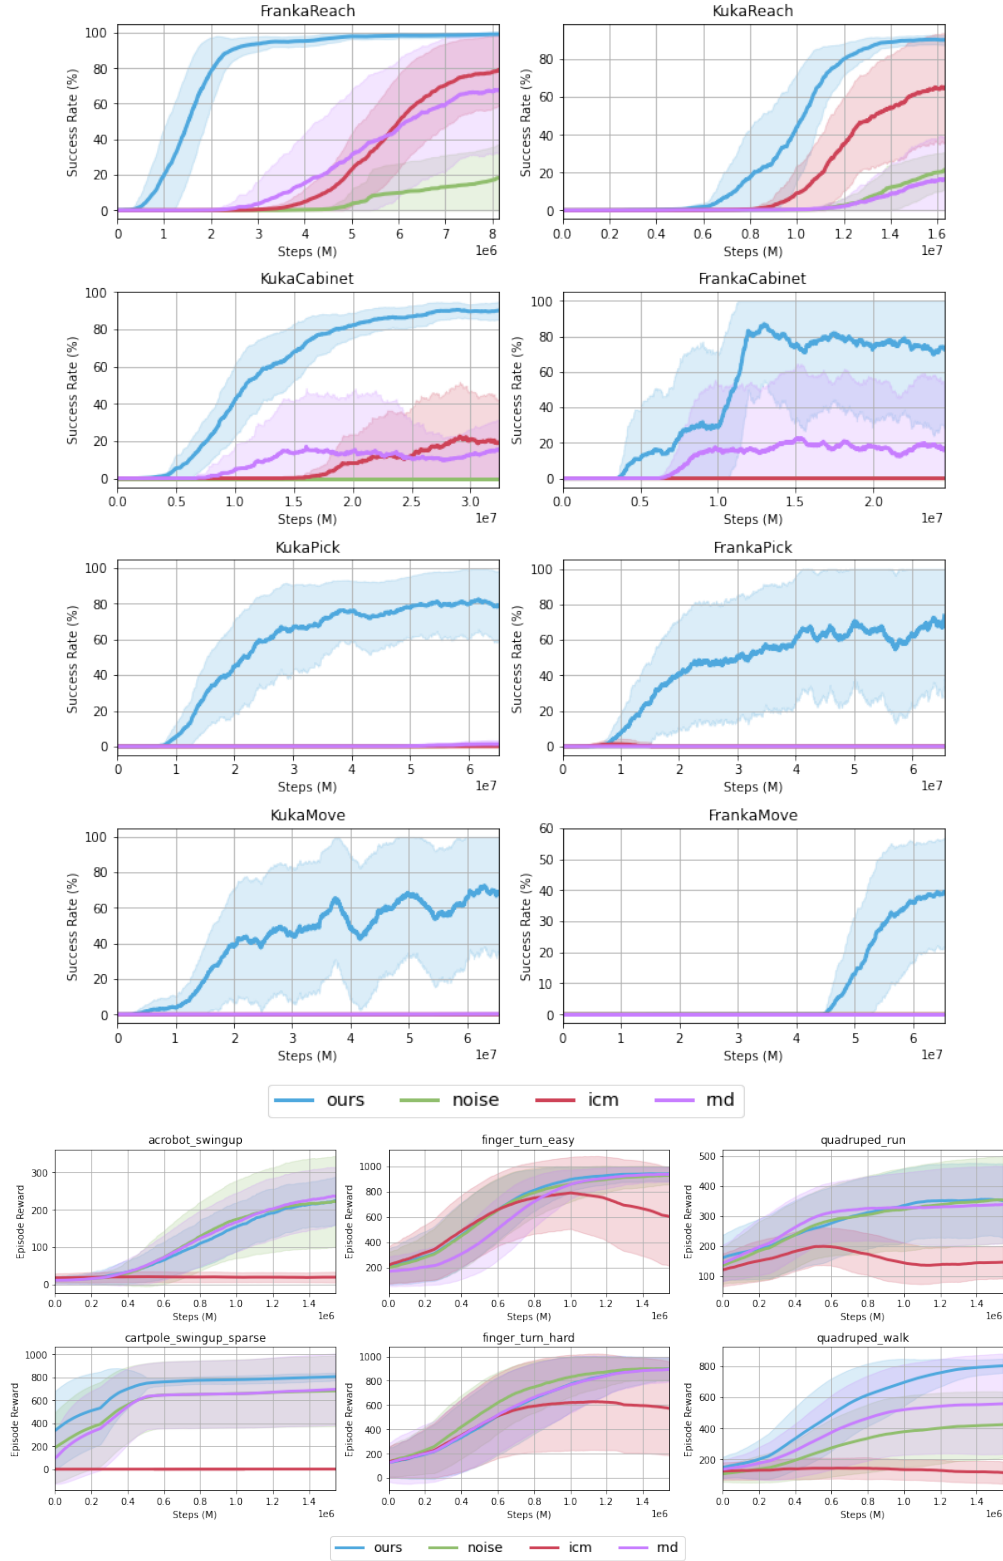 FrankaReach
KukaReach
Success Rate (%)
100
80
60
40
20
0
0 1 2 3 4 5 6 7 8
Steps (M)
1e6
Success Rate (%)
100
80
60
40
20
0
0.0 0.2 0.4 0.6 0.8 1.0 1.2 1.4 1.6
Steps (M)
1e7
KukaCabinet
FrankaCabinet
Success Rate (%)
100
80
60
40
20
0
0.0 0.5 1.0 1.5 2.0 2.5 3.0
Steps (M)
1e7
Success Rate (%)
100
80
60
40
20
0
0.0 0.5 1.0 1.5 2.0
Steps (M)
1e7
KukaPick
FrankaPick
Success Rate (%)
100
80
60
40
20
0
0 1 2 3 4 5 6
Steps (M)
1e7
Success Rate (%)
100
80
60
40
20
0
0 1 2 3 4 5 6
Steps (M)
1e7
KukaMove
FrankaMove
Success Rate (%)
100
80
60
40
20
0
0 1 2 3 4 5 6
Steps (M)
1e7
Success Rate (%)
60
50
40
30
20
10
0
0 1 2 3 4 5 6
Steps (M)
1e7
ours noise icm rnd
acrobot_swingup
finger_turn_easy
quadruped_run
Episode Reward
300
200
100
0
0.0 0.2 0.4 0.6 0.8 1.0 1.2 1.4
Steps (M)
1e6
Episode Reward
1000
800
600
400
200
0.0 0.2 0.4 0.6 0.8 1.0 1.2 1.4
Steps (M)
1e6
Episode Reward
500
400
300
200
100
0.0 0.2 0.4 0.6 0.8 1.0 1.2 1.4
Steps (M)
1e6
cartpole_swingup_sparse
finger_turn_hard
quadruped_walk
Episode Reward
1000
800
600
400
200
0
0.0 0.2 0.4 0.6 0.8 1.0 1.2 1.4
Steps (M)
1e6
Episode Reward
1000
800
600
400
200
0
0.0 0.2 0.4 0.6 0.8 1.0 1.2 1.4
Steps (M)
1e6
Episode Reward
800
600
400
200
0.0 0.2 0.4 0.6 0.8 1.0 1.2 1.4
Steps (M)
1e6
ours noise icm rnd